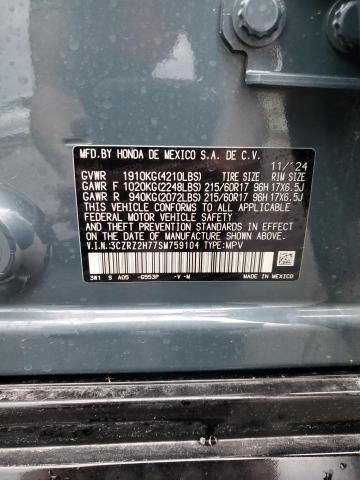 MFD.BY HONDA DE MEXICO S.A. DE C.V.
11/'24
GVWR 1910KG(4210LBS) TIRE SIZE RIM SIZE
GAWR F 1020KG(2248LBS) 215/60R17 96H 17X6.5J
GAWR R 940KG(2072LBS) 215/60R17 96H 17X6.5J
THIS VEHICLE CONFORMS TO ALL APPLICABLE
FEDERAL MOTOR VEHICLE SAFETY, BUMPER,
AND THEFT PREVENTION STANDARDS IN EFFECT
ON THE DATE OF MANUFACTURE SHOWN ABOVE.
V.I.N.:3CZRZ2H77SM759104 TYPE:MPV
3W1 S A05 -G553P -V -M
MADE IN MEXICO